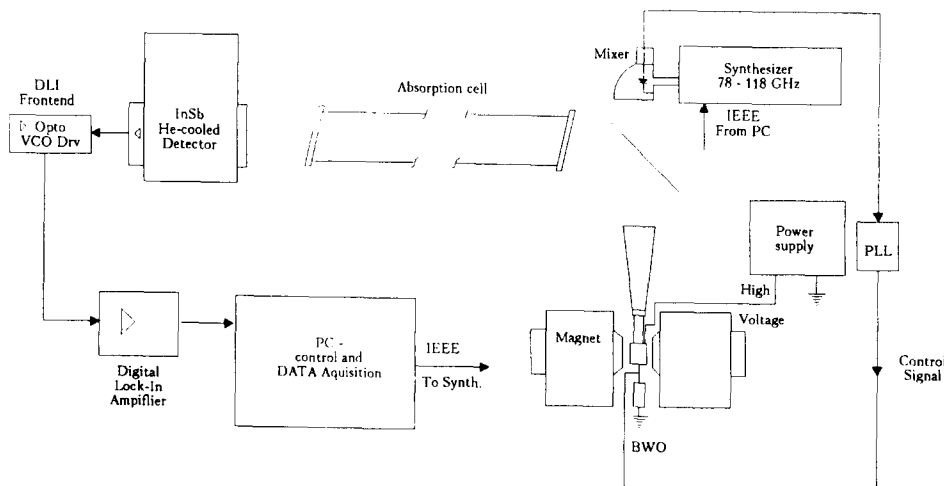 DLI
Frontend
Opto
VCO Drv
InSb
He-cooled
Detector
Absorption cell
Mixer
Synthesizer
78 - 118 GHz
IEEE
From PC
Power
supply
PLL
High
Voltage
Magnet
Control
Signal
BWO
Digital
Lock-In
Ampiflier
PC -
control and
DATA Aquisition
IEEE
To Synth.